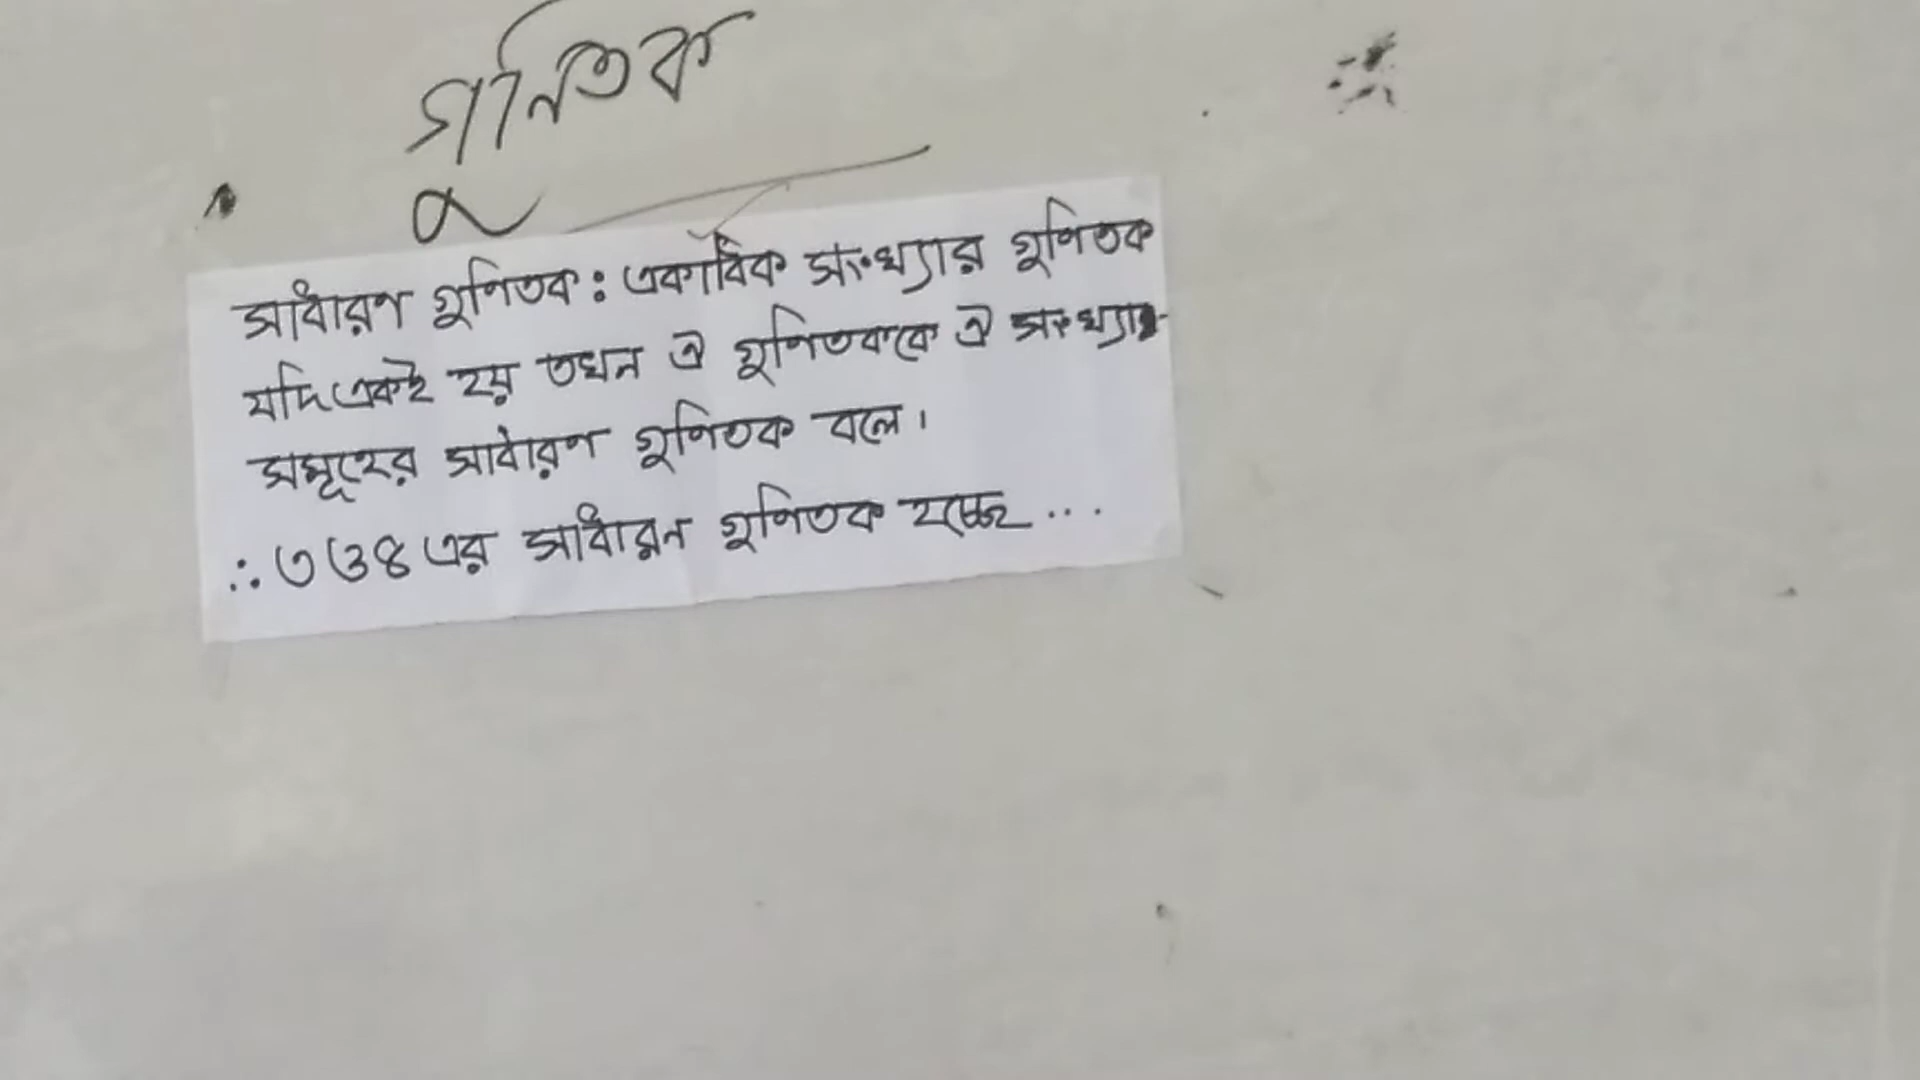 গুনিতক
সাধারণ গুণিতক : একাধিক সংখ্যার গুণিতক
যদি একই হয় তখন ঐ গুণিতককে ঐ সংখ্যা
সমূহের সাধারণ গুণিতক বলে।
∴ ৩ ও ৪ এর সাধারন গুণিতক হচ্ছে ...